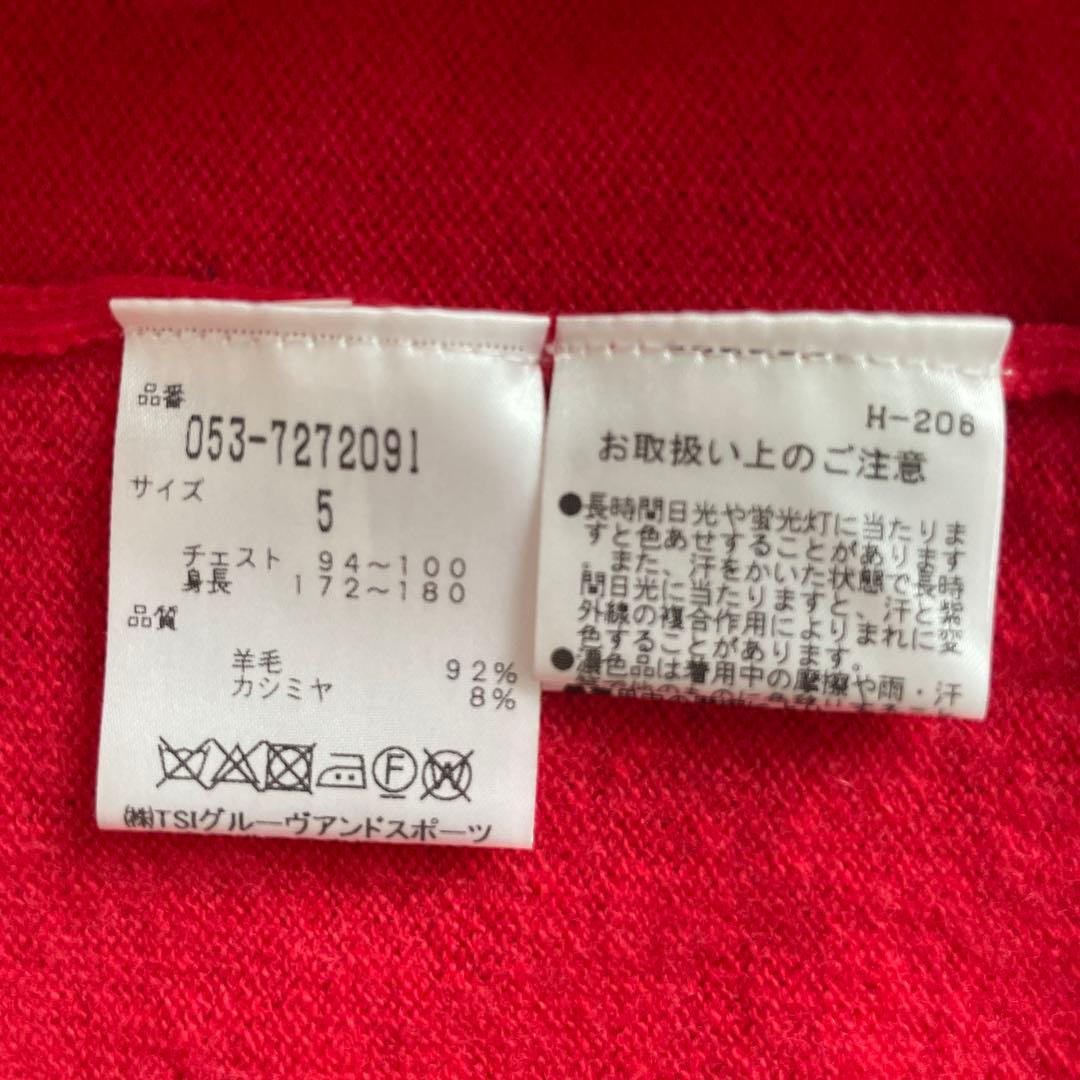 品番
053-7272091
サイズ
5
チェスト 94～100
身長 172～180
品質
羊毛 92%
カシミヤ 8%
F
W
㈱TSIグルーヴアンドスポーツ
H-206
お取扱い上のご注意
●長時間日光や蛍光灯に当たりま
すと色あせすることがあります
．また、汗をかいた状態で長時
間日光に当たりますと、汗と紫
外線の複合作用により、まれに変
色することがあります。
●濃色品は着用中の摩擦や雨・汗